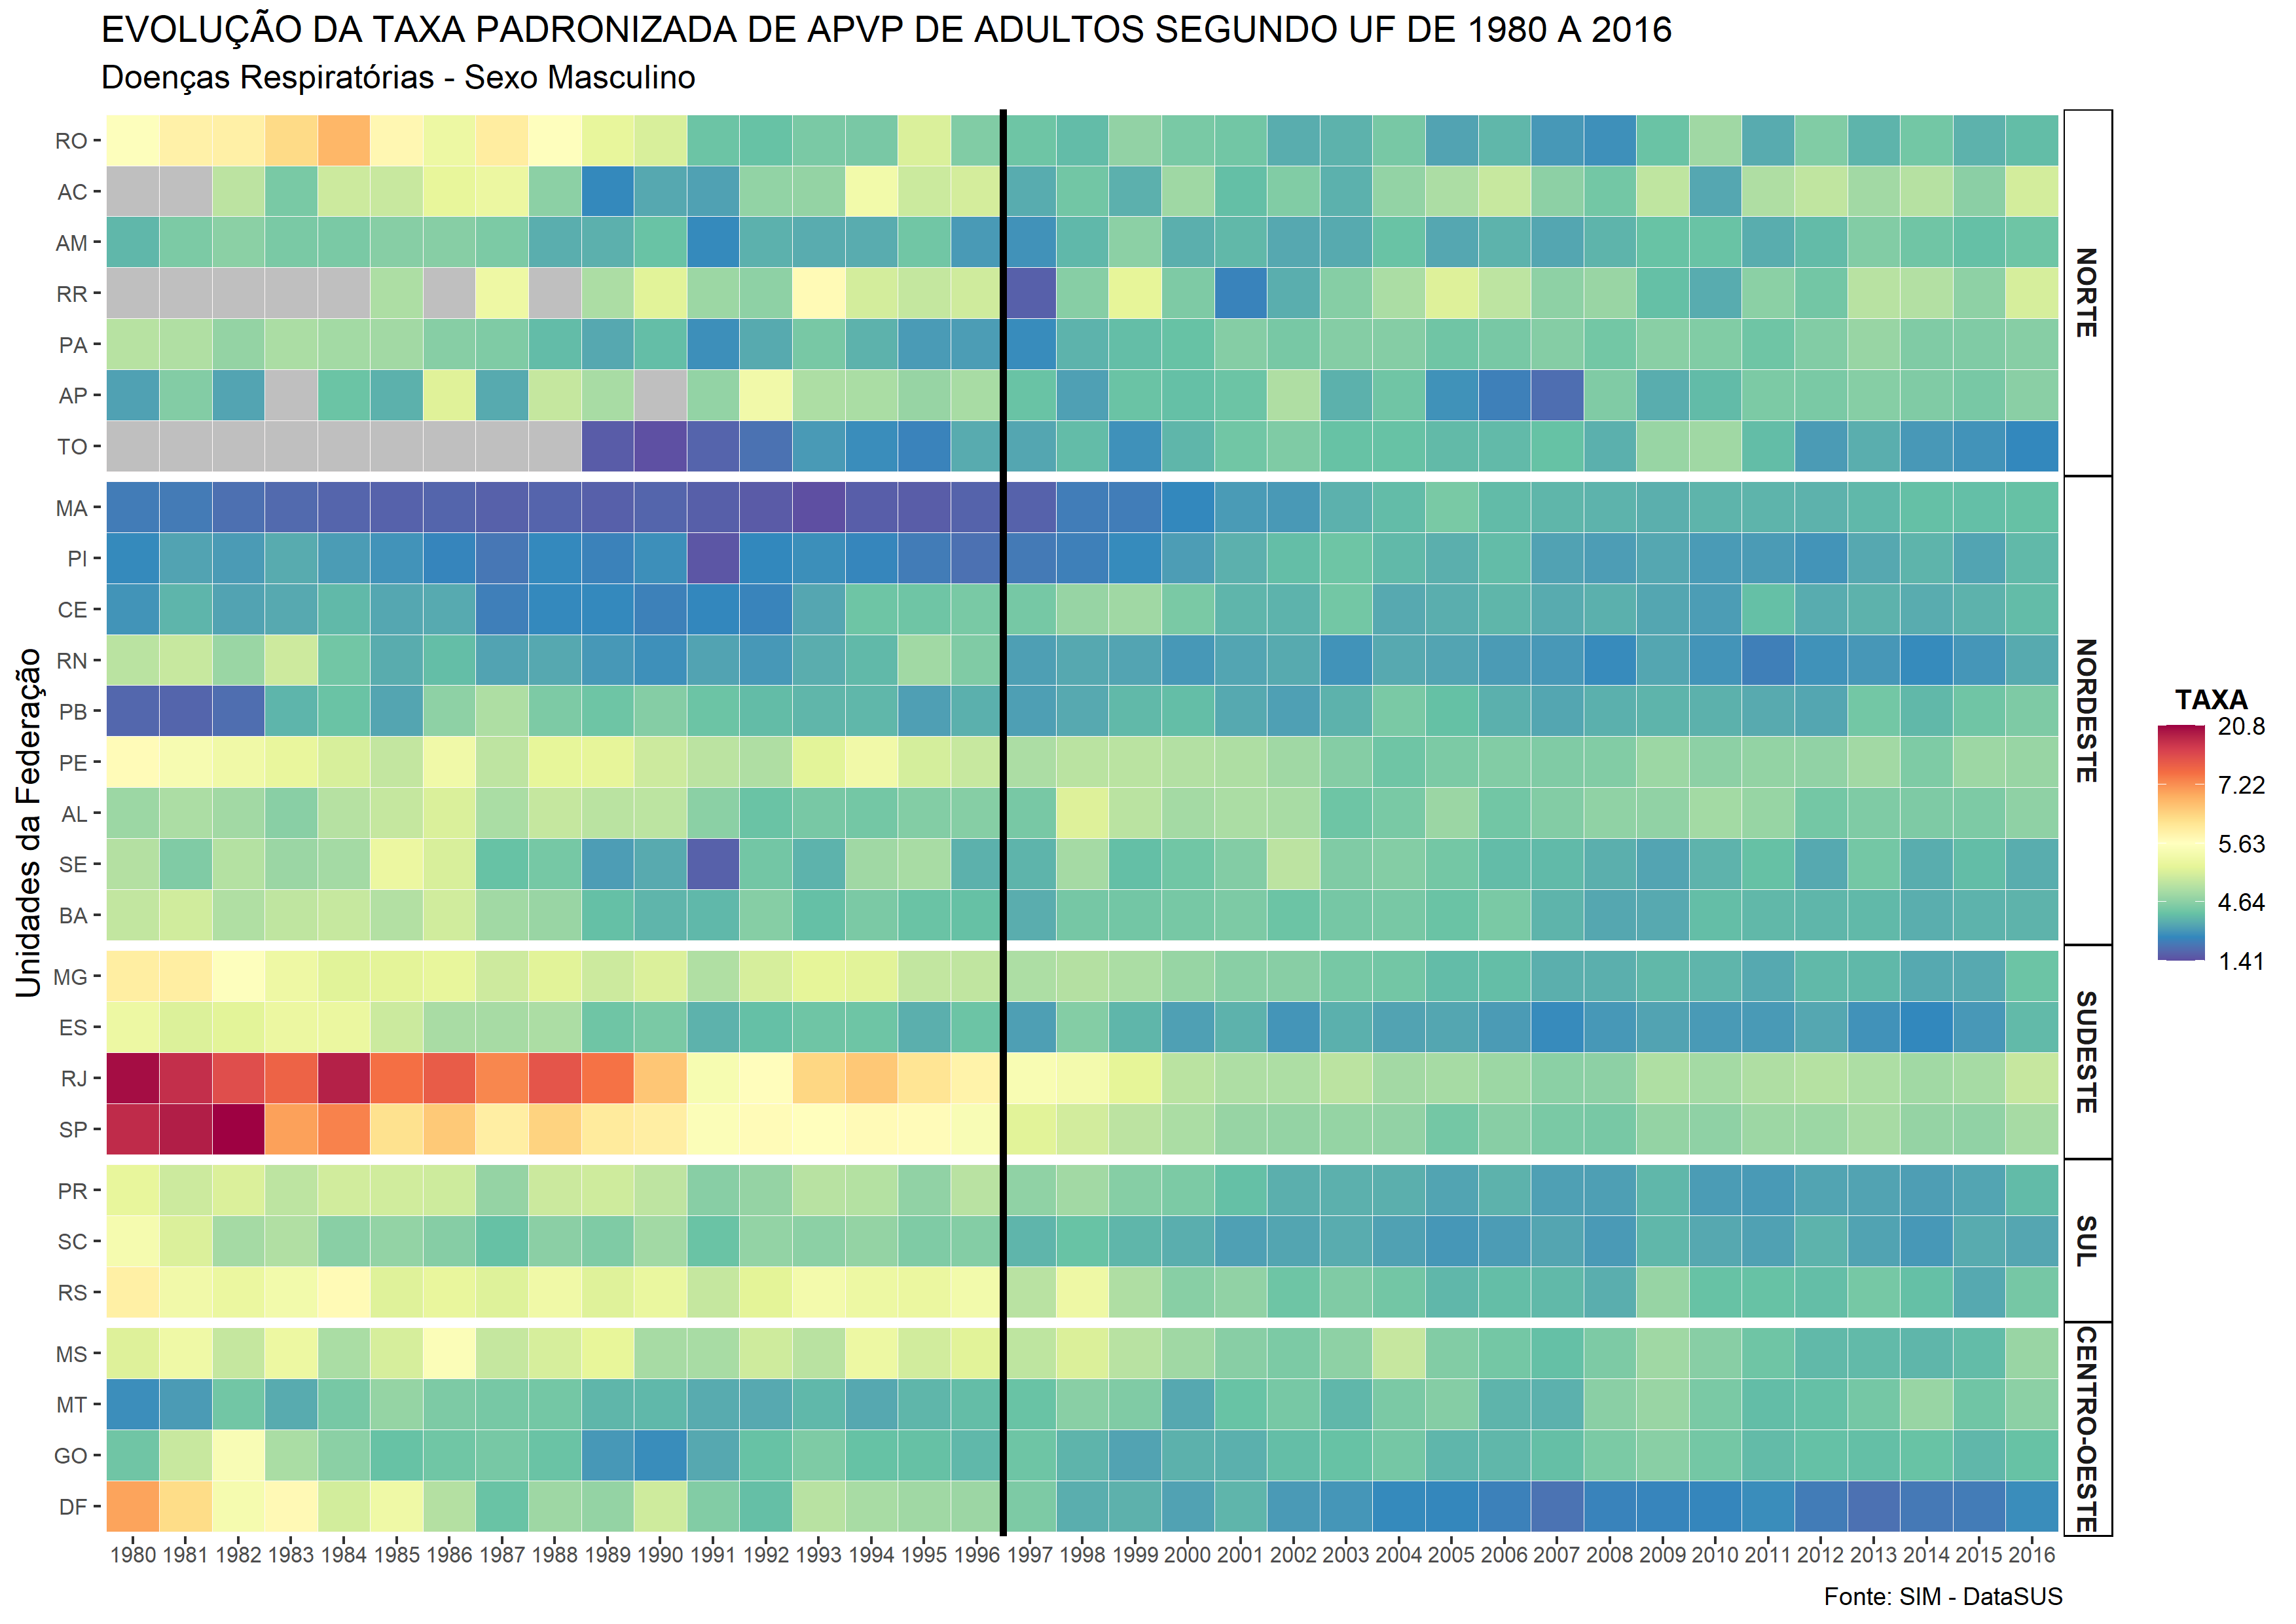 EVOLUÇÃO DA TAXA PADRONIZADA DE APVP DE ADULTOS SEGUNDO UF DE 1980 A 2016
Doenças Respiratórias - Sexo Masculino
Unidades da Federação
RO
AC
AM
RR
PA
AP
TO
NORTE
MA
PI
CE
RN
PB
PE
AL
SE
BA
NORDESTE
MG
ES
RJ
SP
SUDESTE
PR
SC
RS
SUL
MS
MT
GO
DF
CENTRO-OESTE
1980 1981 1982 1983 1984 1985 1986 1987 1988 1989 1990 1991 1992 1993 1994 1995 1996 1997 1998 1999 2000 2001 2002 2003 2004 2005 2006 2007 2008 2009 2010 2011 2012 2013 2014 2015 2016
TAXA
20.8
7.22
5.63
4.64
1.41
Fonte: SIM - DataSUS